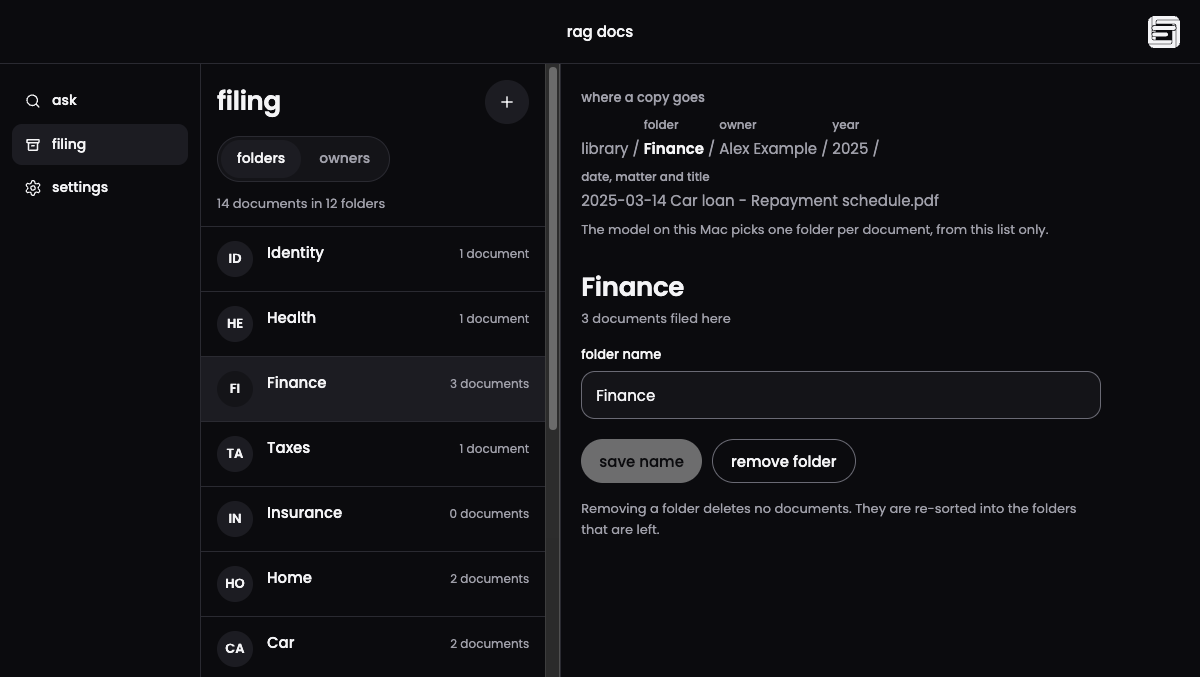 rag docs
ask
filing
settings
filing
+
folders owners
14 documents in 12 folders
ID Identity 1 document
HE Health 1 document
FI Finance 3 documents
TA Taxes 1 document
IN Insurance 0 documents
HO Home 2 documents
CA Car 2 documents
where a copy goes
folder owner year
library / Finance / Alex Example / 2025 /
date, matter and title
2025-03-14 Car loan - Repayment schedule.pdf
The model on this Mac picks one folder per document, from this list only.
Finance
3 documents filed here
folder name
Finance
save name remove folder
Removing a folder deletes no documents. They are re-sorted into the folders
that are left.